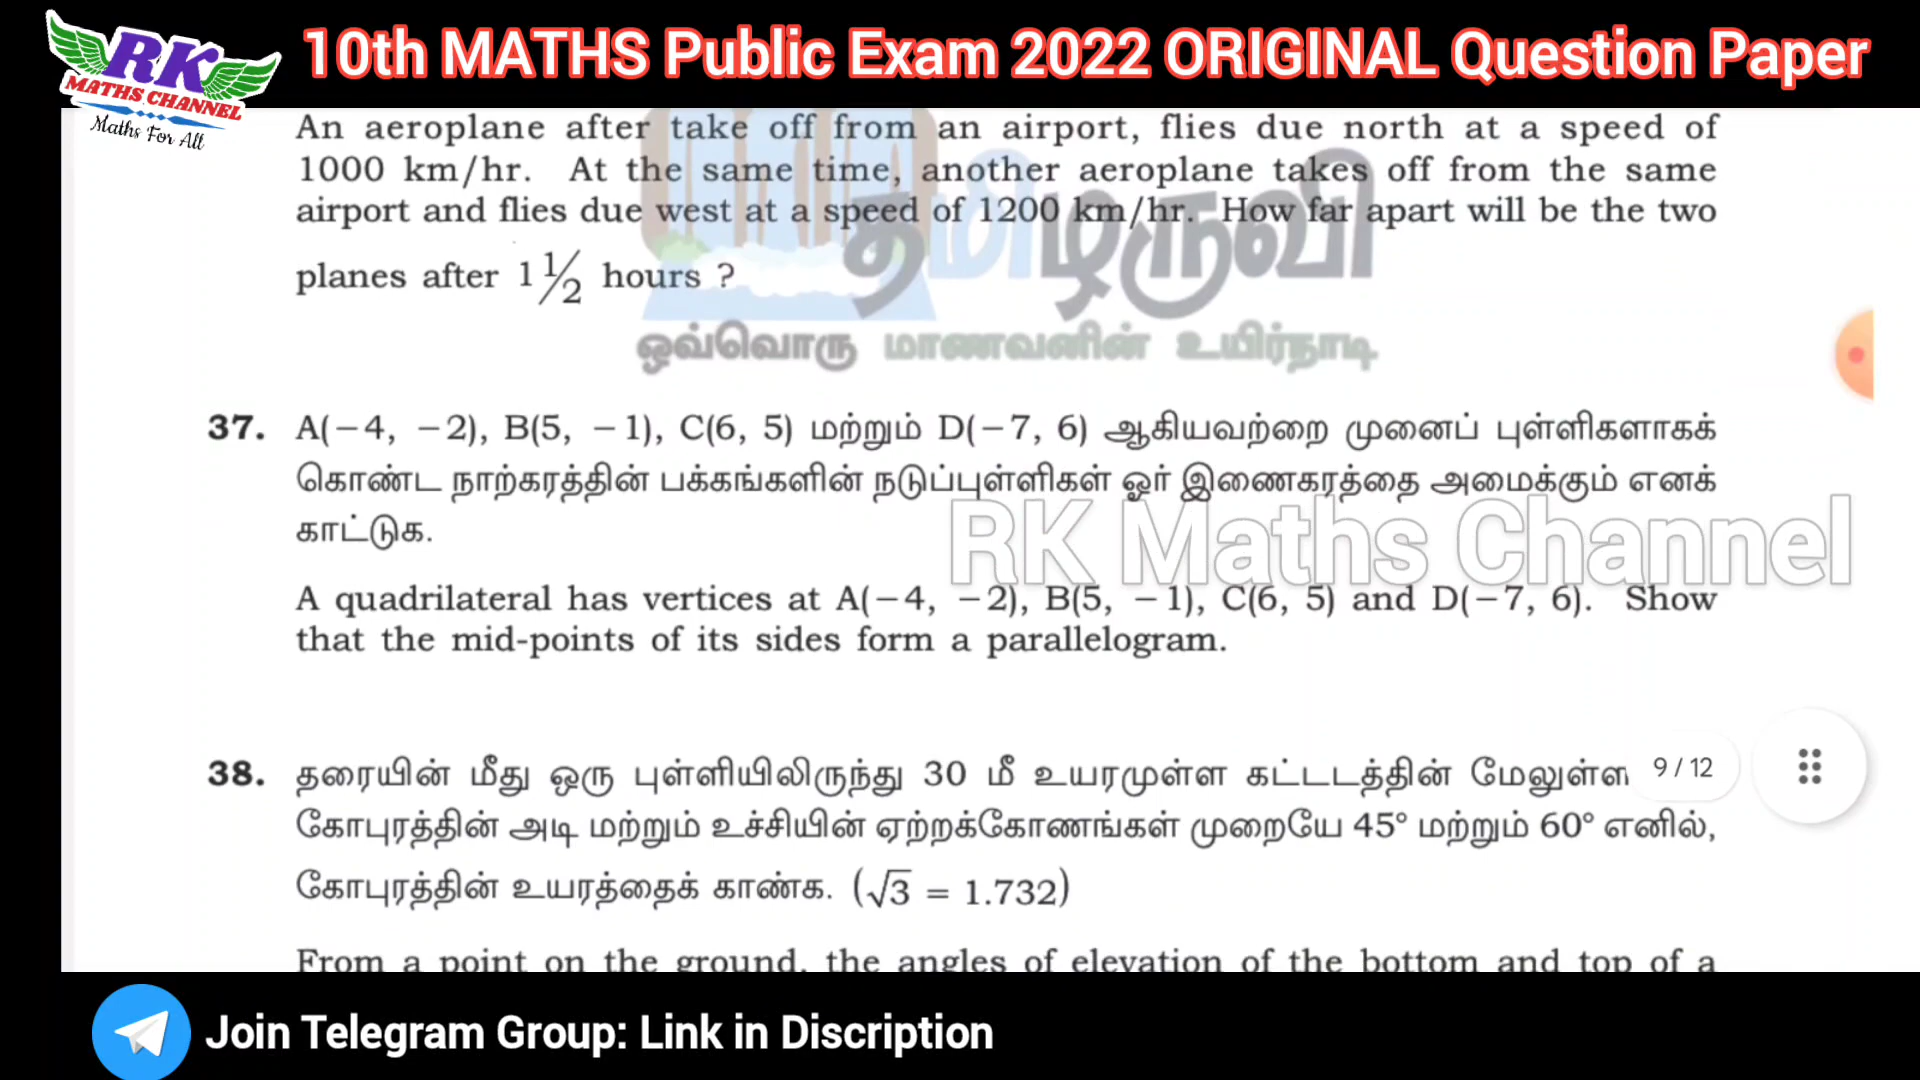 RK
MATHS CHANNEL
Maths For All
10th MATHS Public Exam 2022 ORIGINAL Question Paper
An aeroplane after take off from an airport, flies due north at a speed of
1000 km/hr. At the same time, another aeroplane takes off from the same
airport and flies due west at a speed of 1200 km/hr. How far apart will be the two
planes after 1 1/2 hours ?
தமிழருவி
ஒவ்வொரு மாணவனின் உயிர்நாடி
37. A(−4, −2), B(5, −1), C(6, 5) மற்றும் D(−7, 6) ஆகியவற்றை முனைப் புள்ளிகளாகக்
கொண்ட நாற்கரத்தின் பக்கங்களின் நடுப்புள்ளிகள் ஓர் இணைகரத்தை அமைக்கும் எனக்
காட்டுக.
RK Maths Channel
A quadrilateral has vertices at A(−4, −2), B(5, −1), C(6, 5) and D(−7, 6). Show
that the mid-points of its sides form a parallelogram.
38. தரையின் மீது ஒரு புள்ளியிலிருந்து 30 மீ உயரமுள்ள கட்டடத்தின் மேலுள்ள
9 / 12
கோபுரத்தின் அடி மற்றும் உச்சியின் ஏற்றக்கோணங்கள் முறையே 45° மற்றும் 60° எனில்,
கோபுரத்தின் உயரத்தைக் காண்க. (√3 = 1.732)
From a point on the ground, the angles of elevation of the bottom and top of a
Join Telegram Group: Link in Discription